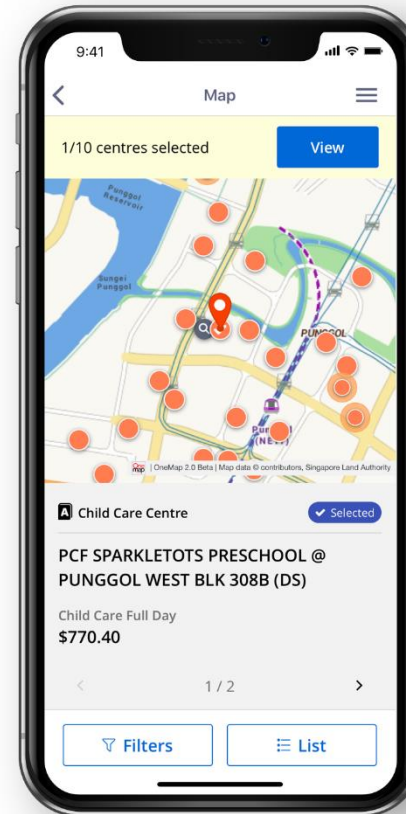 9:41
Map
1/10 centres selected
View
Punggol
Reservoir
Sungei
Punggol
PUNGGOL
(NE17)
One
map
| OneMap 2.0 Beta | Map data © contributors, Singapore Land Authority
A Child Care Centre
Selected
PCF SPARKLETOTS PRESCHOOL @
PUNGGOL WEST BLK 308B (DS)
Child Care Full Day
$770.40
1 / 2
Filters
List